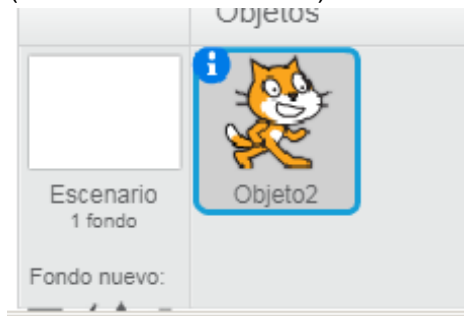 Objetos
i
Escenario
1 fondo
Objeto2
Fondo nuevo: